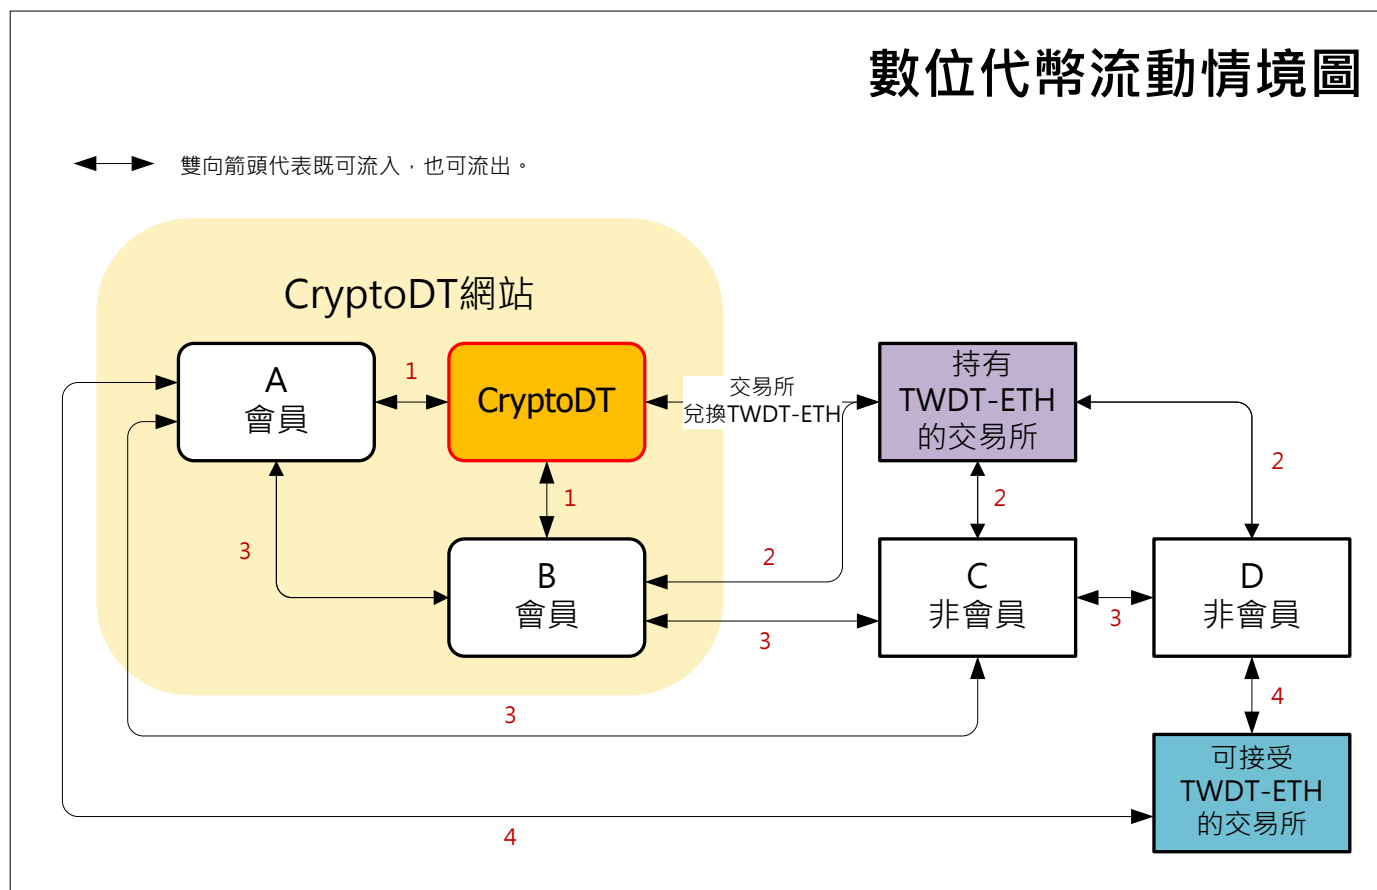 數位代幣流動情境圖
雙向箭頭代表既可流入，也可流出。
CryptoDT網站
A
會員
1
CryptoDT
交易所
兌換TWDT-ETH
持有
TWDT-ETH
的交易所
2
1
2
3
B
會員
2
3
C
非會員
3
D
非會員
3
4
可接受
TWDT-ETH
的交易所
4